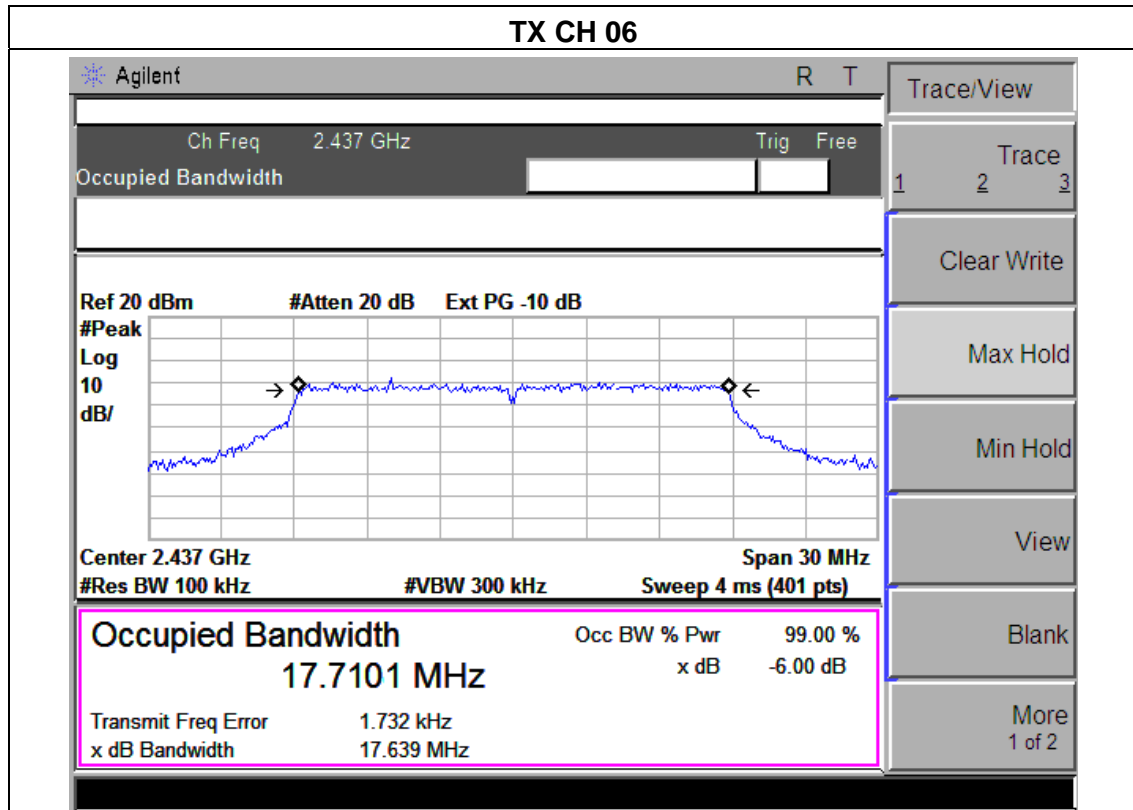 TX CH 06
Agilent R T
Trace/View
Ch Freq 2.437 GHz Trig Free
Occupied Bandwidth
Trace
1 2 3
Clear Write
Ref 20 dBm #Atten 20 dB Ext PG -10 dB
#Peak
Log
10
dB/
Max Hold
Min Hold
View
Center 2.437 GHz Span 30 MHz
#Res BW 100 kHz #VBW 300 kHz Sweep 4 ms (401 pts)
Occupied Bandwidth Occ BW % Pwr 99.00 %
17.7101 MHz x dB -6.00 dB
Blank
Transmit Freq Error 1.732 kHz
x dB Bandwidth 17.639 MHz
More
1 of 2